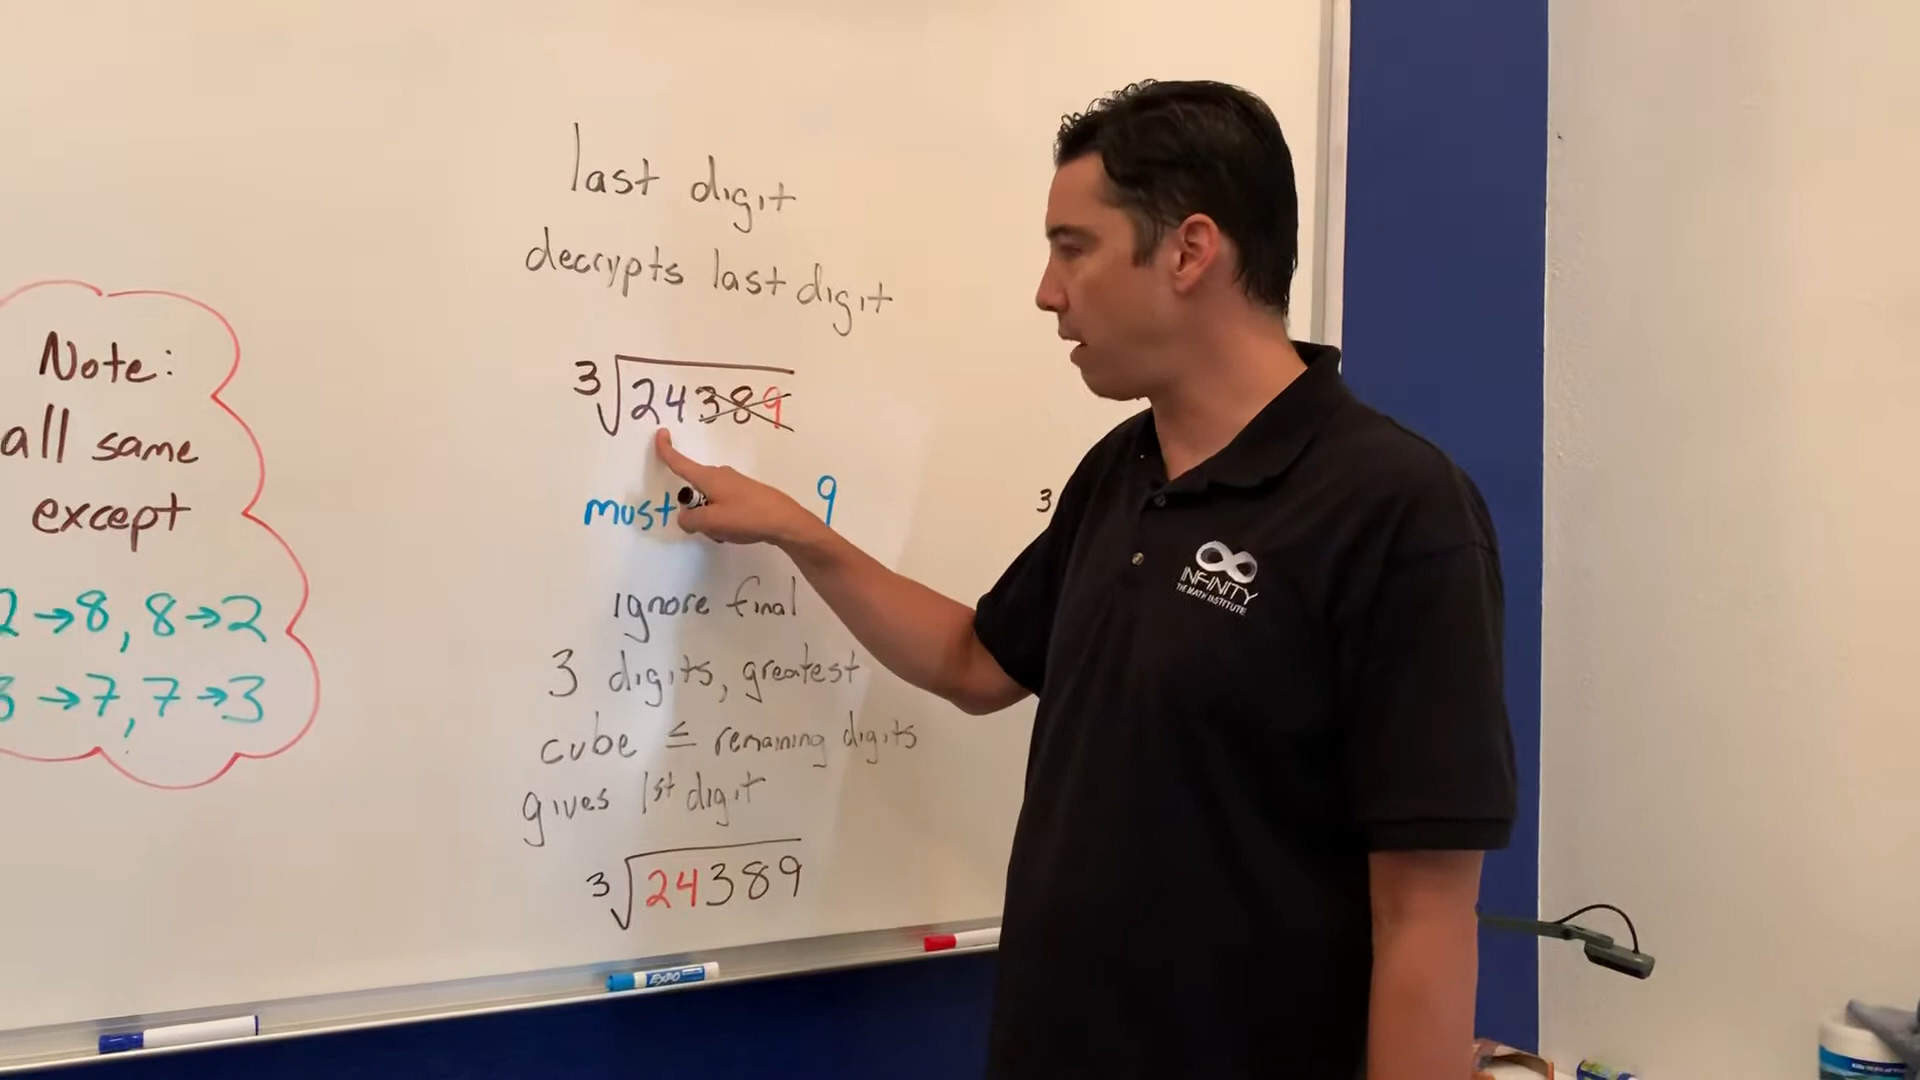 last digit
decrypts last digit
3√24389
must 9
ignore final
3 digits, greatest
cube ≤ remaining digits
gives 1st digit
3√24389
Note:
all same
except
2→8, 8→2
3→7, 7→3
3
INFINITY
THE MATH INSTITUTE
EXPO